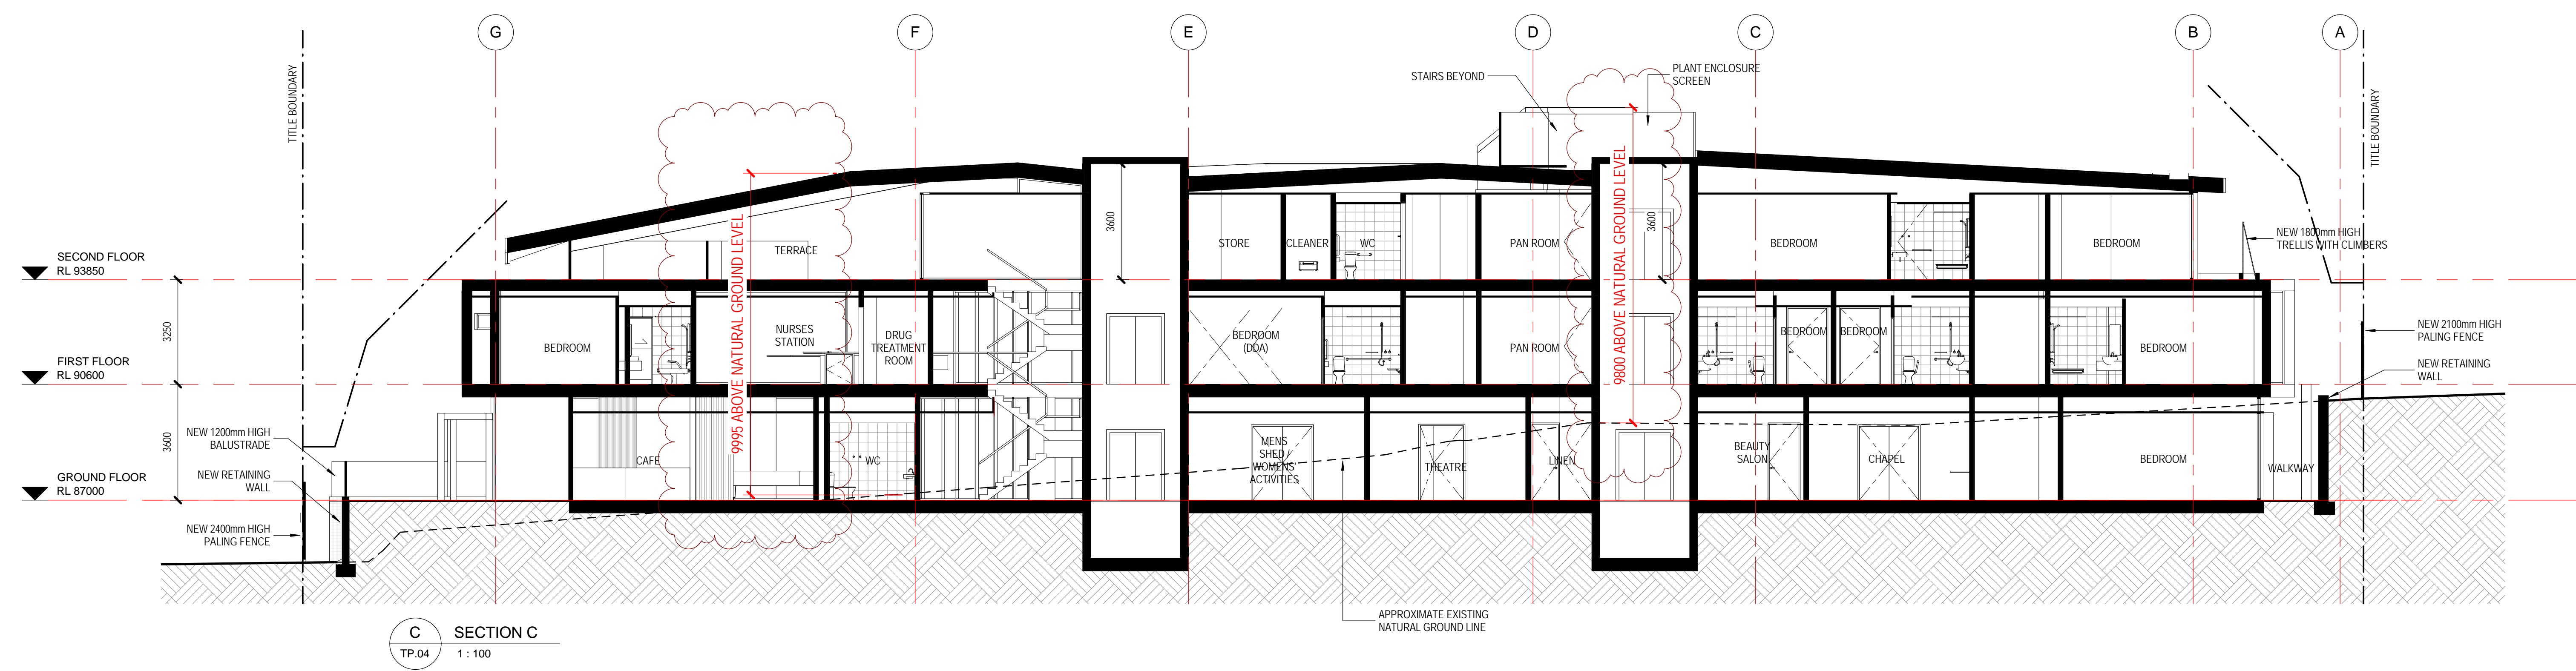 G
F
E
D
C
B
A
TITLE BOUNDARY
STAIRS BEYOND
PLANT ENCLOSURE
SCREEN
TITLE BOUNDARY
9995 ABOVE NATURAL GROUND LEVEL
9800 ABOVE NATURAL GROUND LEVEL
3600
3600
SECOND FLOOR
RL 93850
TERRACE
STORE
CLEANER
WC
PAN ROOM
BEDROOM
BEDROOM
NEW 1800mm HIGH
TRELLIS WITH CLIMBERS
3250
FIRST FLOOR
RL 90600
BEDROOM
NURSES
STATION
DRUG
TREATMENT
ROOM
BEDROOM
(DDA)
PAN ROOM
BEDROOM
BEDROOM
BEDROOM
NEW 2100mm HIGH
PALING FENCE
NEW RETAINING
WALL
3600
NEW 1200mm HIGH
BALUSTRADE
NEW RETAINING
WALL
GROUND FLOOR
RL 87000
CAFE
WC
MENS
SHED /
WOMENS'
ACTIVITIES
THEATRE
LINEN
BEAUTY
SALON
CHAPEL
BEDROOM
WALKWAY
NEW 2400mm HIGH
PALING FENCE
APPROXIMATE EXISTING
NATURAL GROUND LINE
C
TP.04
SECTION C
1 : 100